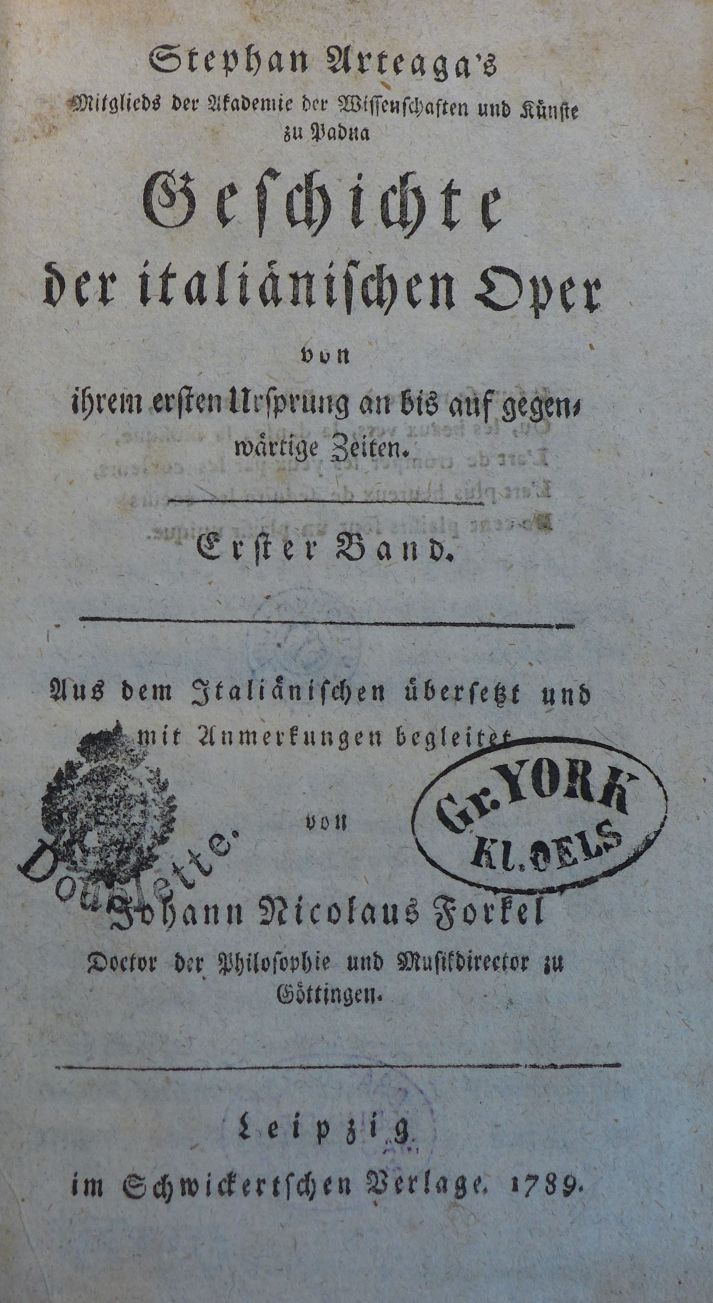 Stephan Arteaga's
Mitglieds der Akademie der Wissenschaften und Künste
zu Padua
Geschichte
der italiänischen Oper
von
ihrem ersten Ursprung an bis auf gegen-
wärtige Zeiten.
Erster Band.
Aus dem Italiänischen übersetzt und
mit Anmerkungen begleitet
von
Gr. YORK
Kl. OELS
Doublette.
Johann Nicolaus Forkel
Doctor der Philosophie und Musikdirector zu
Göttingen.
Leipzig
im Schwickertschen Verlage. 1789.